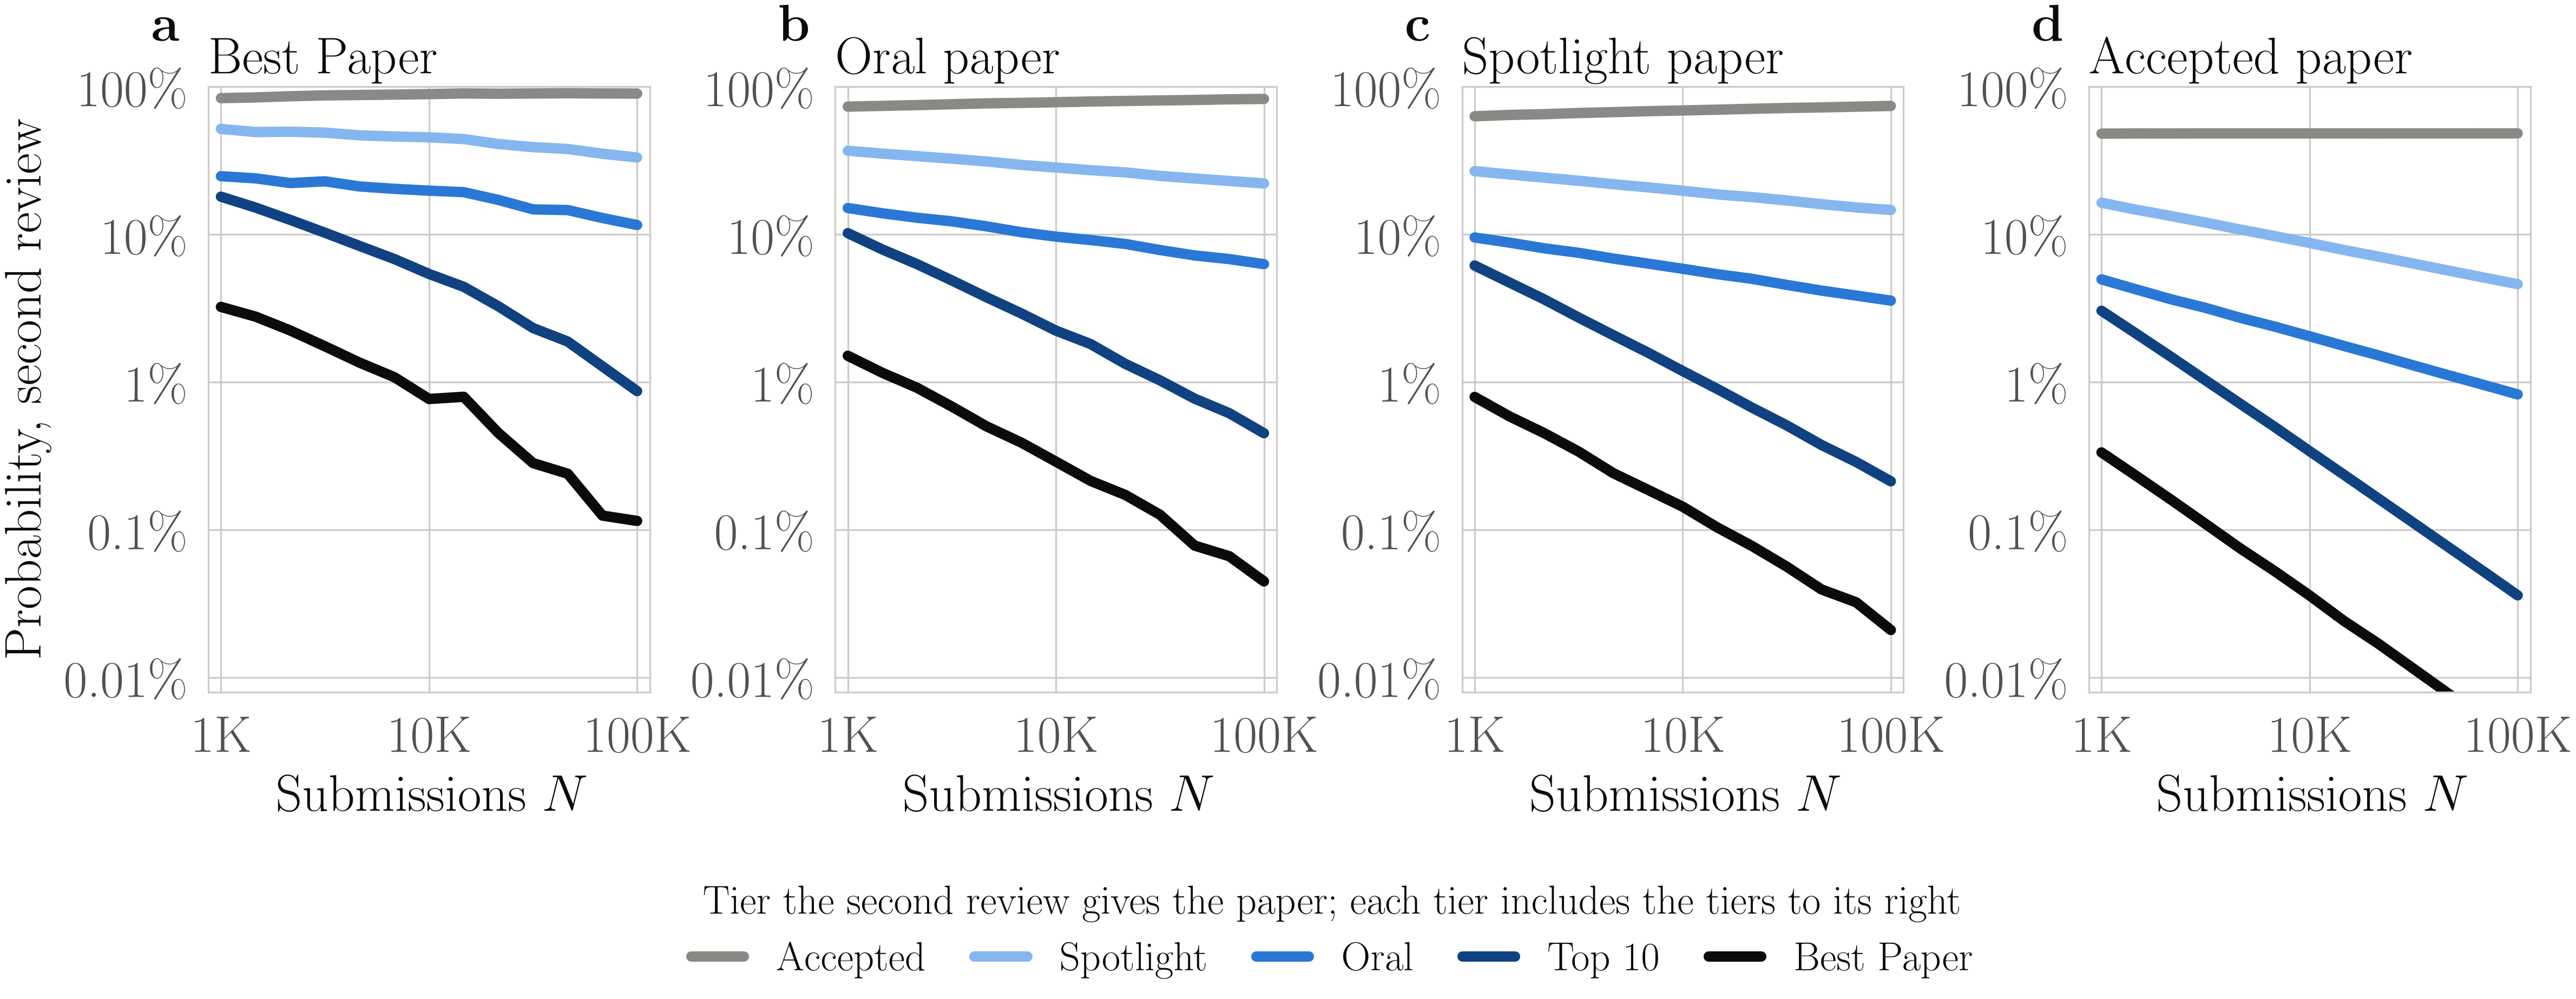 a
Best Paper
b
Oral paper
c
Spotlight paper
d
Accepted paper
Probability, second review
100%
10%
1%
0.1%
0.01%
1K 10K 100K
Submissions N
100%
10%
1%
0.1%
0.01%
1K 10K 100K
Submissions N
100%
10%
1%
0.1%
0.01%
1K 10K 100K
Submissions N
100%
10%
1%
0.1%
0.01%
1K 10K 100K
Submissions N
Tier the second review gives the paper; each tier includes the tiers to its right
Accepted Spotlight Oral Top 10 Best Paper